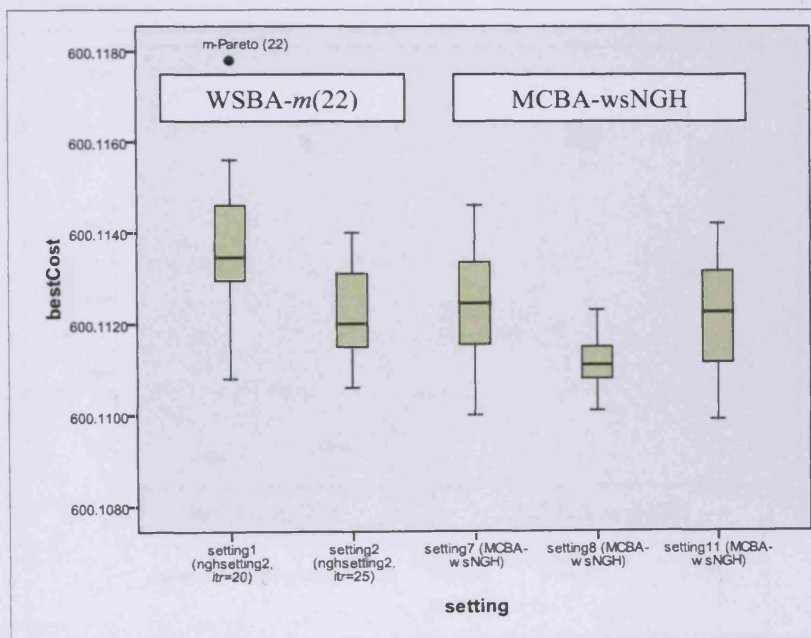 600.1180
m-Pareto (22)
WSBA-m(22)
MCBA-wsNGH
600.1160
600.1140
bestCost
600.1120
600.1100
600.1080
setting1
(nghsetting2,
itr=20)
setting2
(nghsetting2,
itr=25)
setting7 (MCBA-
wsNGH)
setting8 (MCBA-
wsNGH)
setting11 (MCBA-
wsNGH)
setting